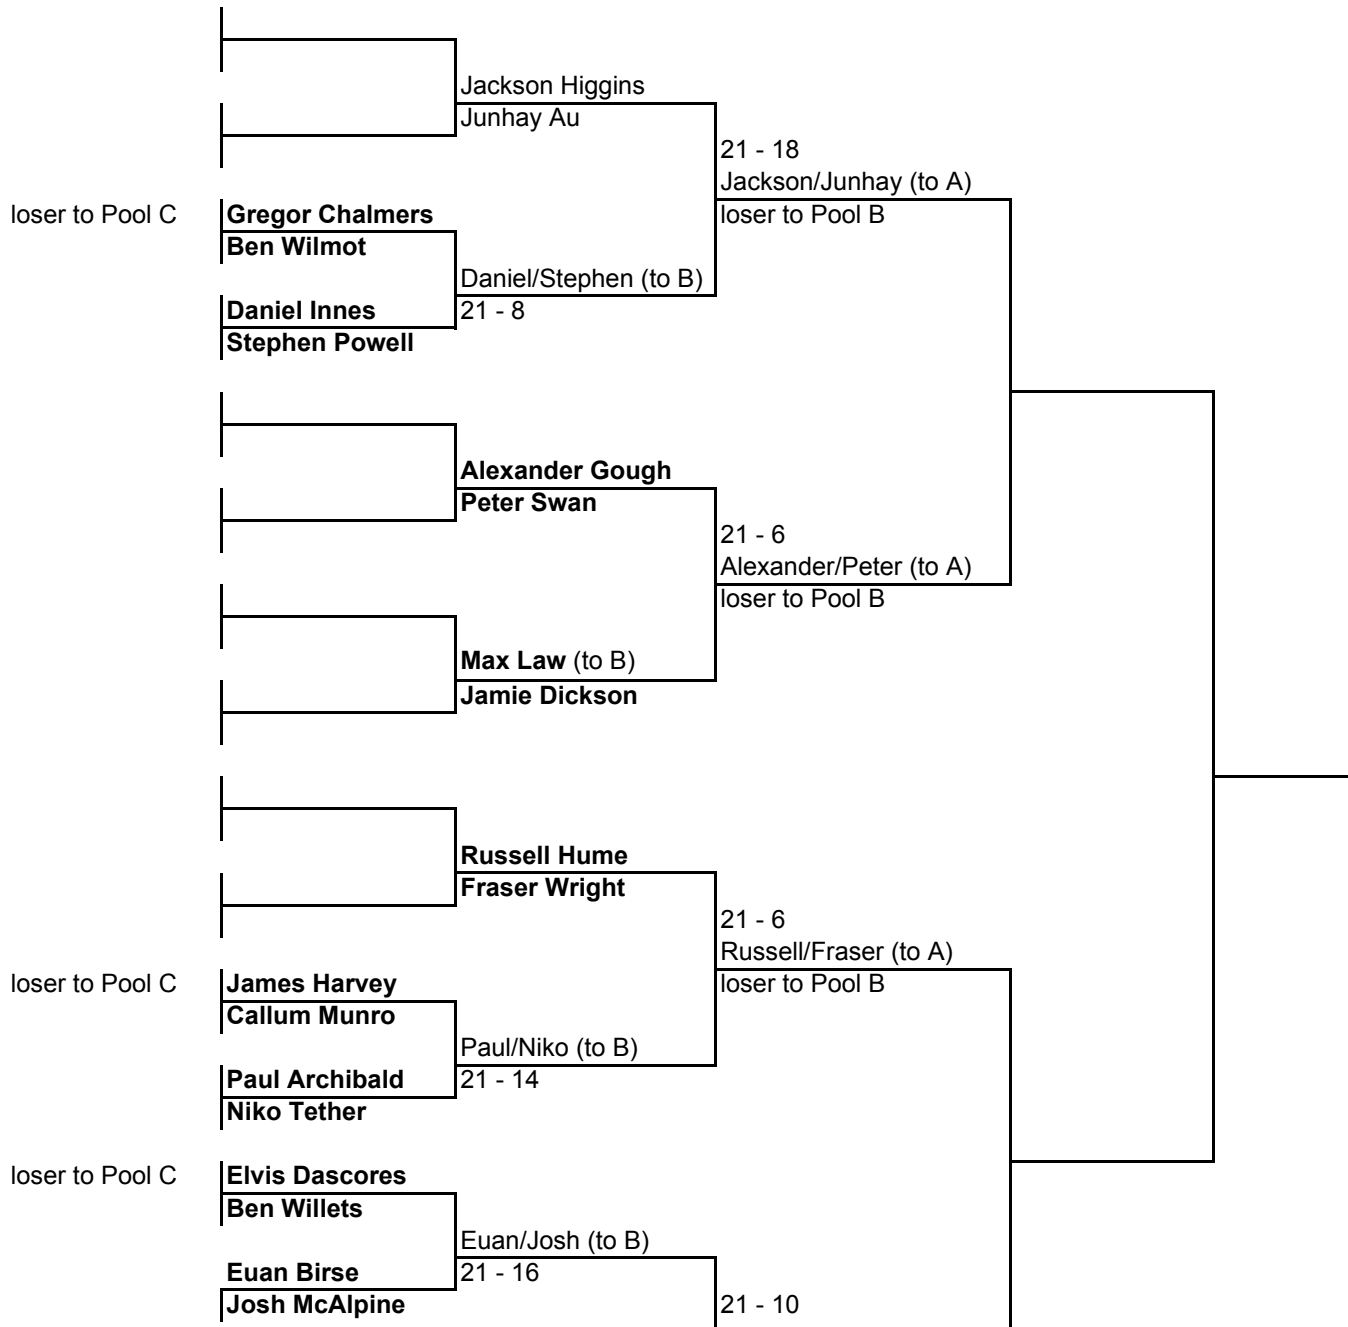 Jackson Higgins
Junhay Au
21 - 18
Jackson/Junhay (to A)
loser to Pool C
Gregor Chalmers
loser to Pool B
Ben Wilmot
Daniel/Stephen (to B)
Daniel Innes
21 - 8
Stephen Powell
Alexander Gough
Peter Swan
21 - 6
Alexander/Peter (to A)
loser to Pool B
Max Law (to B)
Jamie Dickson
Russell Hume
Fraser Wright
21 - 6
Russell/Fraser (to A)
loser to Pool C
James Harvey
loser to Pool B
Callum Munro
Paul/Niko (to B)
Paul Archibald
21 - 14
Niko Tether
loser to Pool C
Elvis Dascores
Ben Willets
Euan/Josh (to B)
Euan Birse
21 - 16
Josh McAlpine
21 - 10